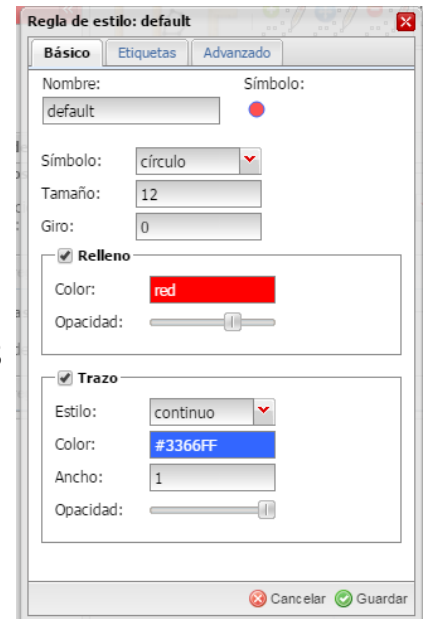 Regla de estilo: default
Básico Etiquetas Advanzado
Nombre: Símbolo:
default
Símbolo: círculo
Tamaño: 12
Giro: 0
Relleno
Color: red
Opacidad:
Trazo
Estilo: continuo
Color: #3366FF
Ancho: 1
Opacidad:
Cancelar Guardar